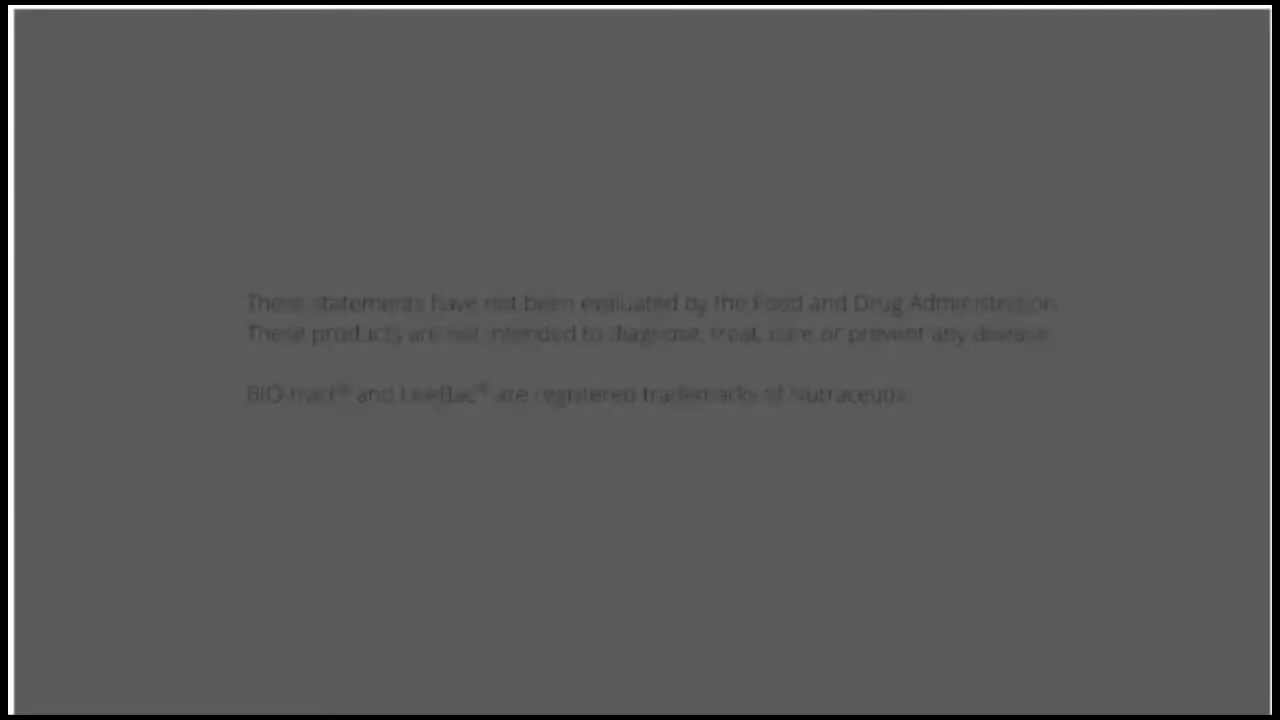 These statements have not been evaluated by the Food and Drug Administration.
These products are not intended to diagnose, treat, cure or prevent any disease.
BIO-tract® and LiveBac® are registered trademarks of Nutraceutix